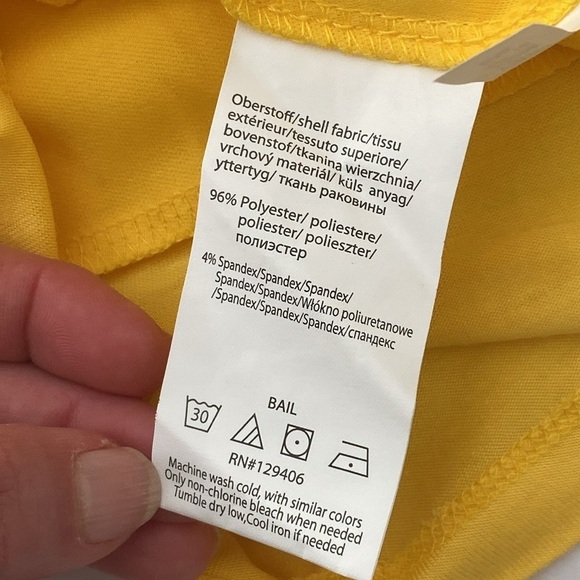 Oberstoff/shell fabric/tissu
extérieur/tessuto superiore/
bovenstof/tkanina wierzchnia/
vrchový materiál/ küls anyag/
yttertyg/ ткань раковины
96% Polyester/ poliestere/
poliester/ polieszter/
полиэстер
4% Spandex/Spandex/Spandex/
Spandex/Spandex/Włókno poliuretanowe
/Spandex/Spandex/Spandex/спандекс
BAIL
30
RN#129406
Machine wash cold, with similar colors
Only non-chlorine bleach when needed
Tumble dry low,Cool iron if needed